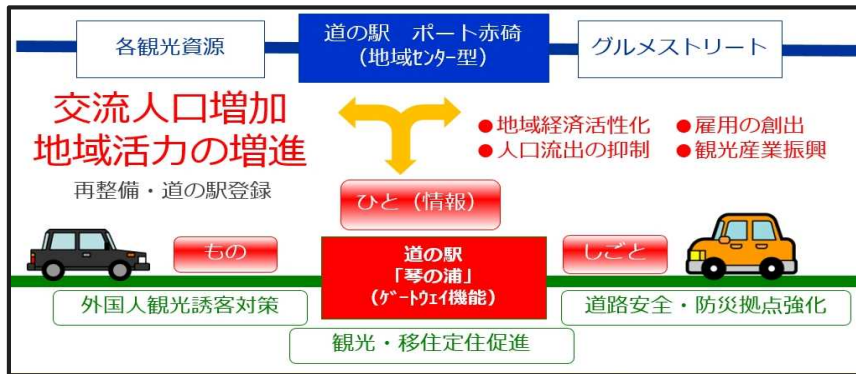 各観光資源
道の駅　ポート赤碕
(地域ｾﾝﾀｰ型)
グルメストリート
交流人口増加
地域活力の増進
再整備・道の駅登録
●地域経済活性化　●雇用の創出
●人口流出の抑制　●観光産業振興
ひと（情報）
もの
道の駅
「琴の浦」
(ｹﾞｰﾄｳｪｲ機能)
しごと
外国人観光誘客対策
道路安全・防災拠点強化
観光・移住定住促進